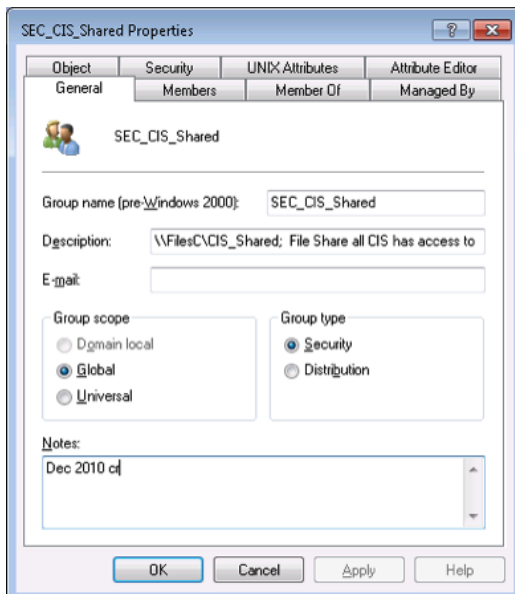 SEC_CIS_Shared Properties
Object Security UNIX Attributes Attribute Editor
General Members Member Of Managed By
SEC_CIS_Shared
Group name (pre-Windows 2000): SEC_CIS_Shared
Description: \\FilesC\CIS_Shared; File Share all CIS has access to
E-mail:
Group scope
Domain local
Global
Universal
Group type
Security
Distribution
Notes:
Dec 2010 cr
OK Cancel Apply Help